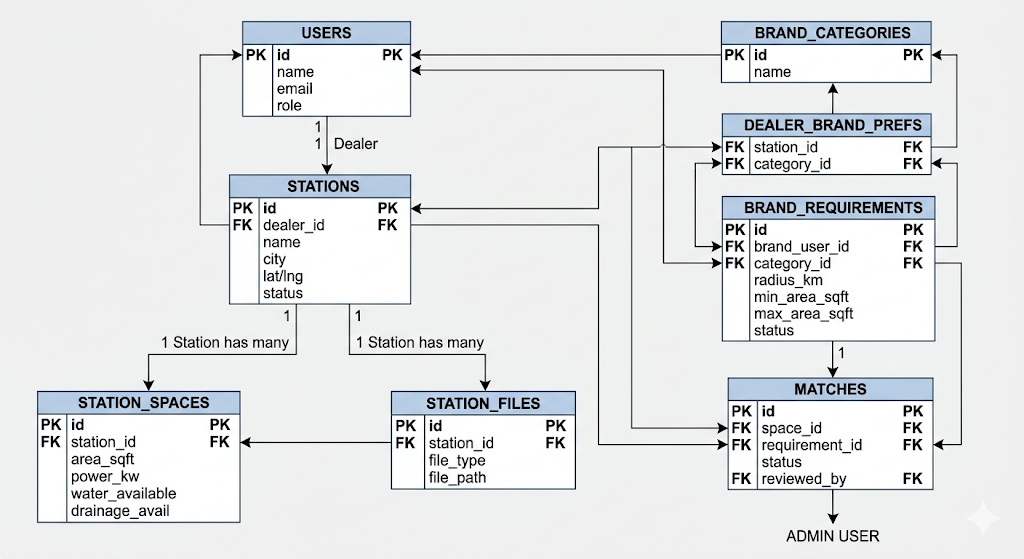 USERS
PK id PK
name
email
role
1
1 Dealer
STATIONS
PK id PK
FK dealer_id FK
name
city
lat/lng
status
1
1
1 Station has many
1 Station has many
STATION_SPACES
PK id PK
FK station_id FK
area_sqft
power_kw
water_available
drainage_avail
STATION_FILES
PK id PK
FK station_id FK
file_type
file_path
BRAND_CATEGORIES
PK id PK
name
DEALER_BRAND_PREFS
FK station_id FK
FK category_id FK
BRAND_REQUIREMENTS
PK id PK
FK brand_user_id FK
FK category_id FK
radius_km
min_area_sqft
max_area_sqft
status
1
MATCHES
PK id PK
FK space_id FK
FK requirement_id FK
status
FK reviewed_by FK
ADMIN USER